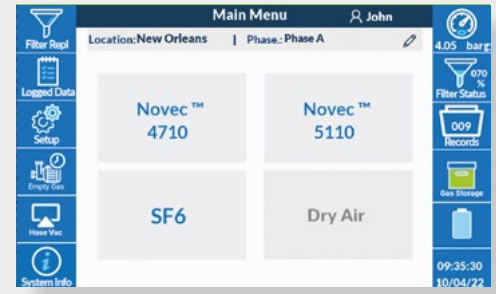 Main Menu
John
Location:New Orleans | Phase.: Phase A
Filter Repl
Logged Data
Setup
Empty Gas
Hose Vac
System Info
Novec™
4710
Novec™
5110
SF6
Dry Air
4.05 barg
070
%
Filter Status
009
Records
Gas Storage
09:35:30
10/04/22